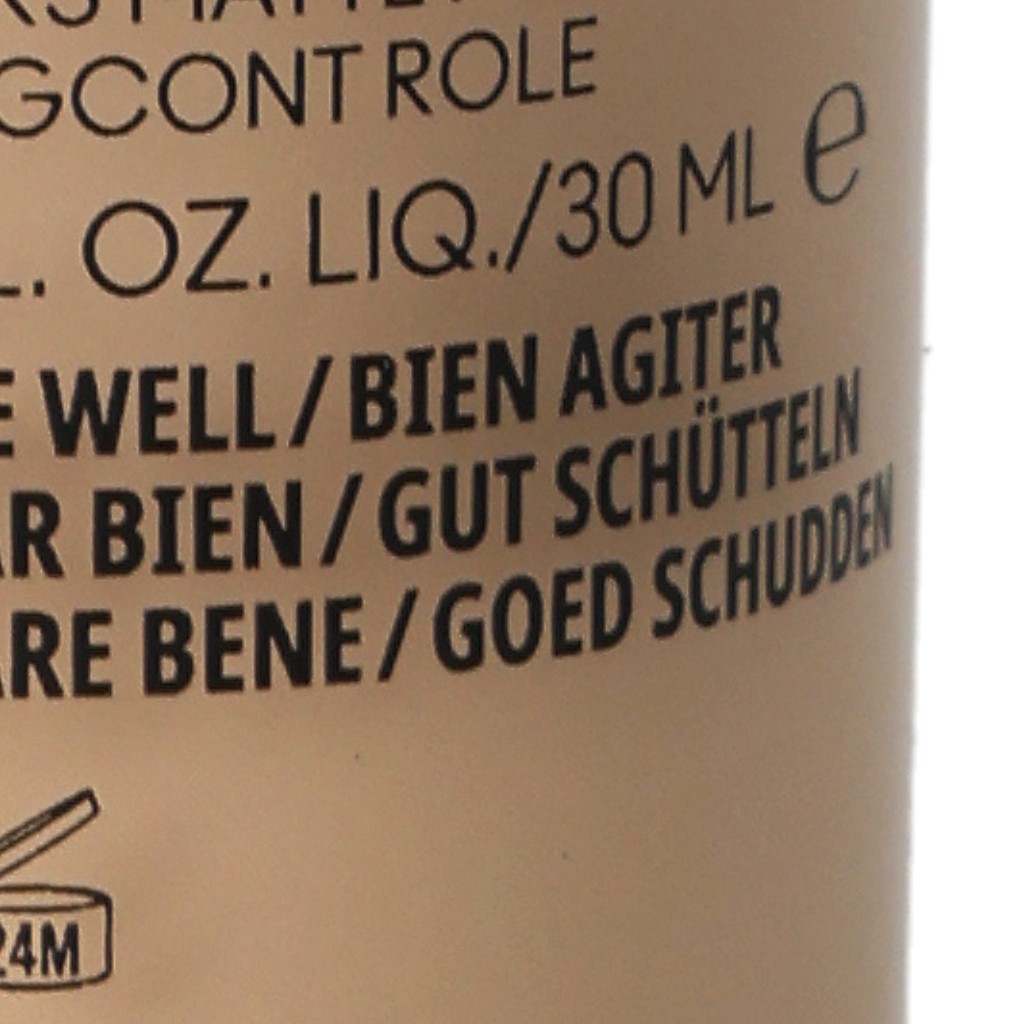 GCONT ROLE
L. OZ. LIQ./30 ML e
E WELL / BIEN AGITER
AR BIEN / GUT SCHÜTTELN
ARE BENE / GOED SCHUDDEN
24M